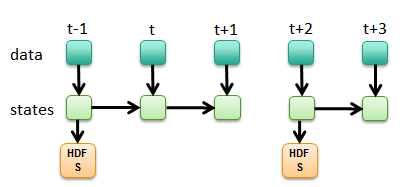 t-1 t t+1 t+2 t+3
data
states
HDF
S
HDF
S